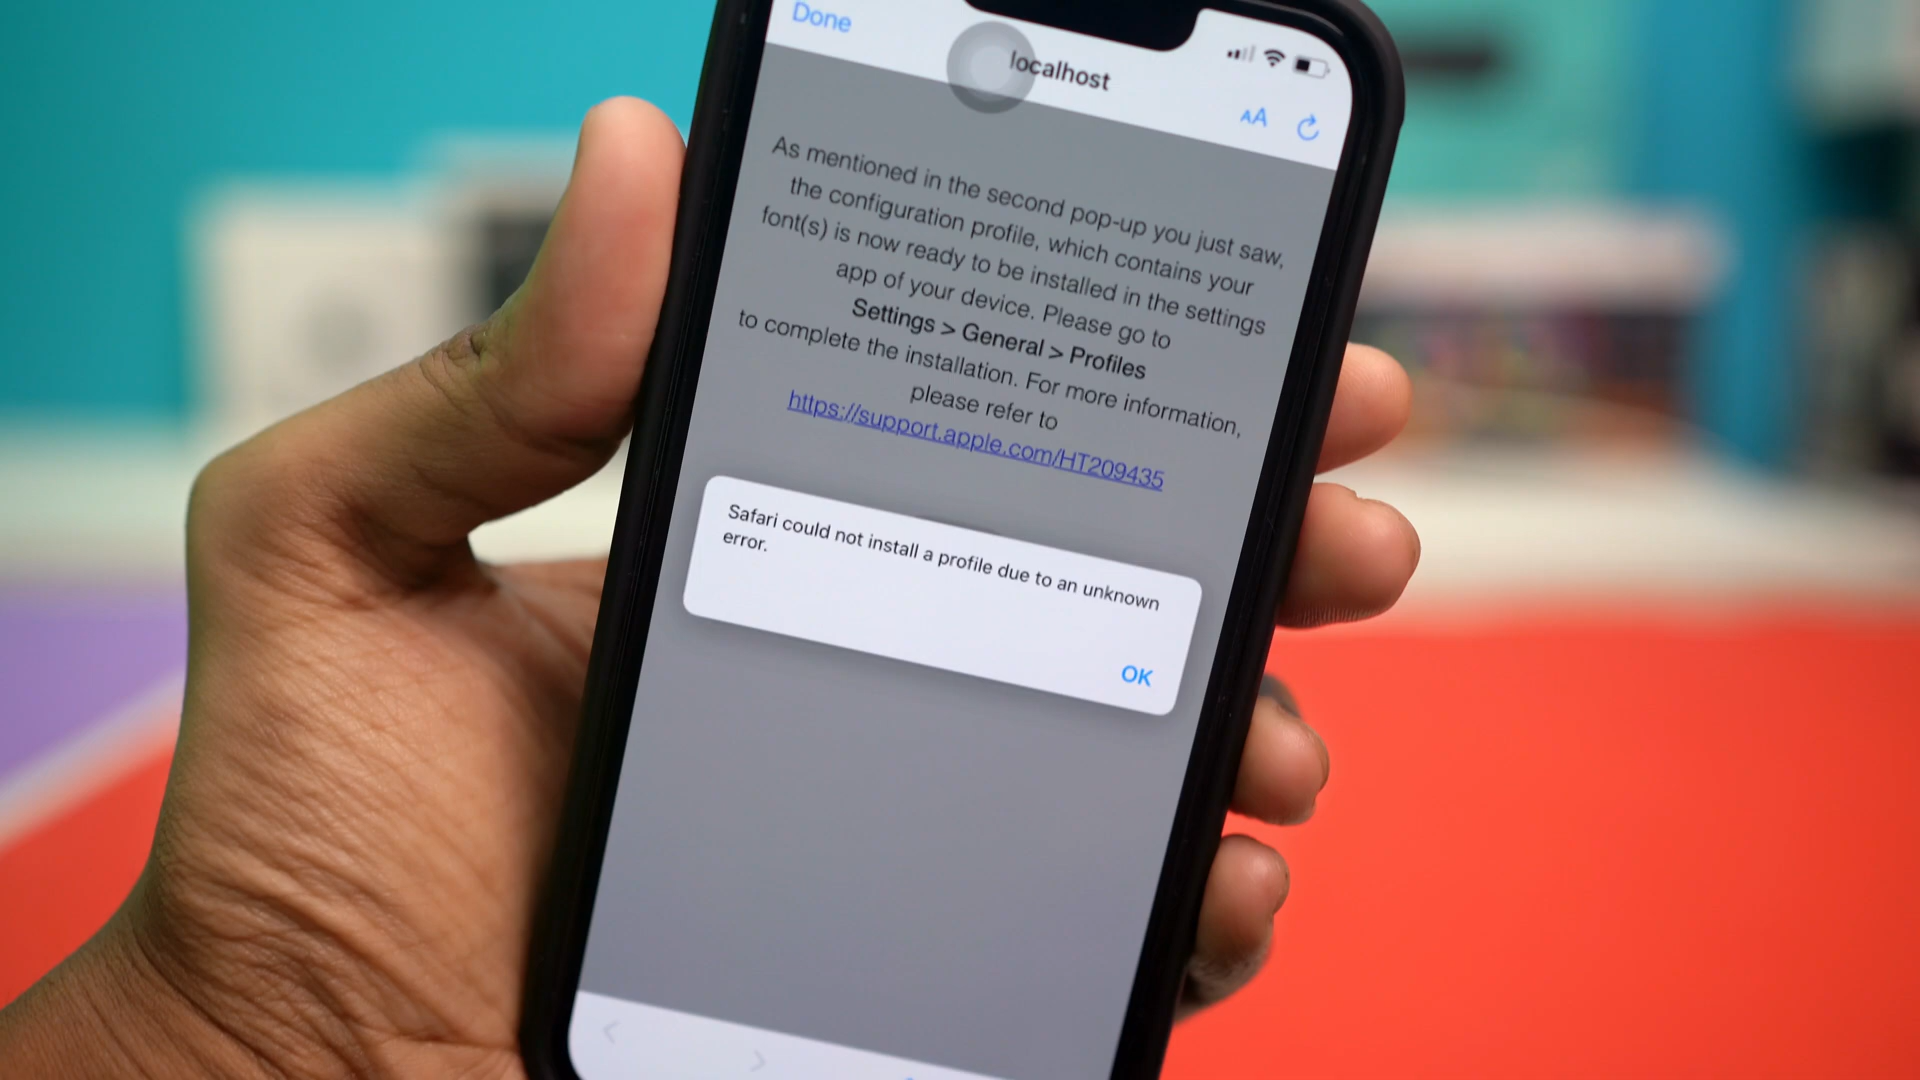 Done
localhost
AA
As mentioned in the second pop-up you just saw,
the configuration profile, which contains your
font(s) is now ready to be installed in the settings
app of your device. Please go to
Settings > General > Profiles
to complete the installation. For more information,
please refer to
https://support.apple.com/HT209435
Safari could not install a profile due to an unknown
error.
OK